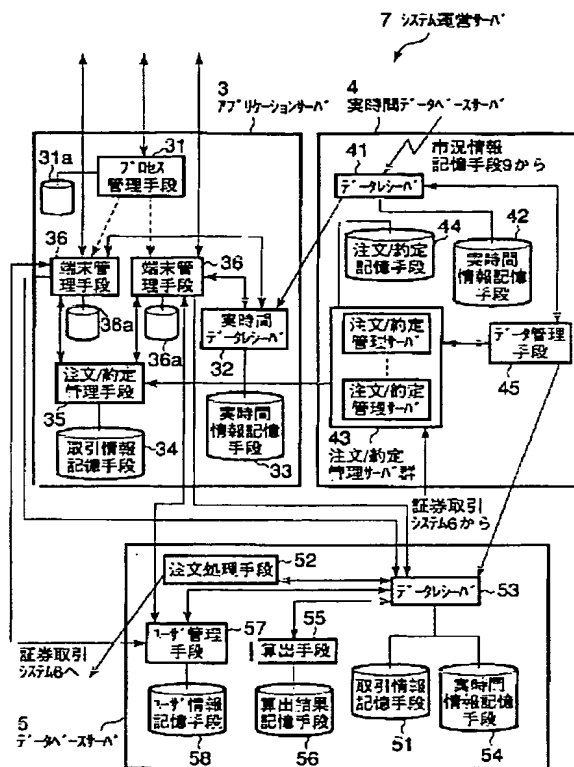 7 システム運営サーバ
3
アプリケーションサーバ
4
実時間データベースサーバ
31
31a
プロセス
管理手段
市況情報
記憶手段9から
41
データレシーバ
44
42
注文/約定
記憶手段
実時間
情報記憶
手段
36
端末管
理手段
36
端末管
理手段
36a
36a
実時間
データレシーバ
32
注文/約定
管理手段
35
取引情報
記憶手段
34
実時間
情報記憶
手段
33
注文/約定
管理サーバ
注文/約定
管理サーバ
43
注文/約定
管理サーバ群
データ管理
手段
45
証券取引
システム6から
52
注文処理手段
データレシーバ
53
57
ユーザ管理
手段
55
算出手段
証券取引
システム6へ
ユーザ情報
記憶手段
58
算出結果
記憶手段
56
取引情報
記憶手段
51
実時間
情報記憶
手段
54
5
データベースサーバ